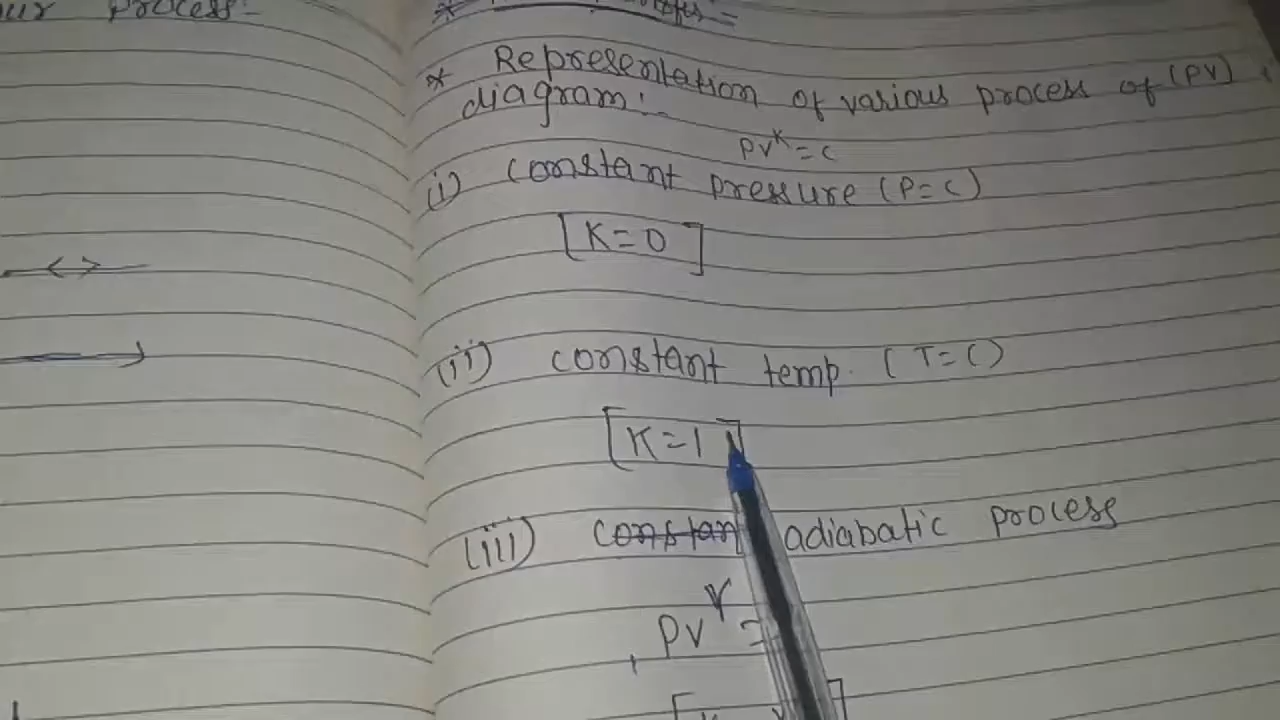 process:-
* Representation of various process of (PV)
diagram:-
PV^K = C
(i) constant pressure (P=C)
[K=0]
(ii) constant temp. (T=C)
[K=1]
(iii) constant adiabatic process
PV^γ =